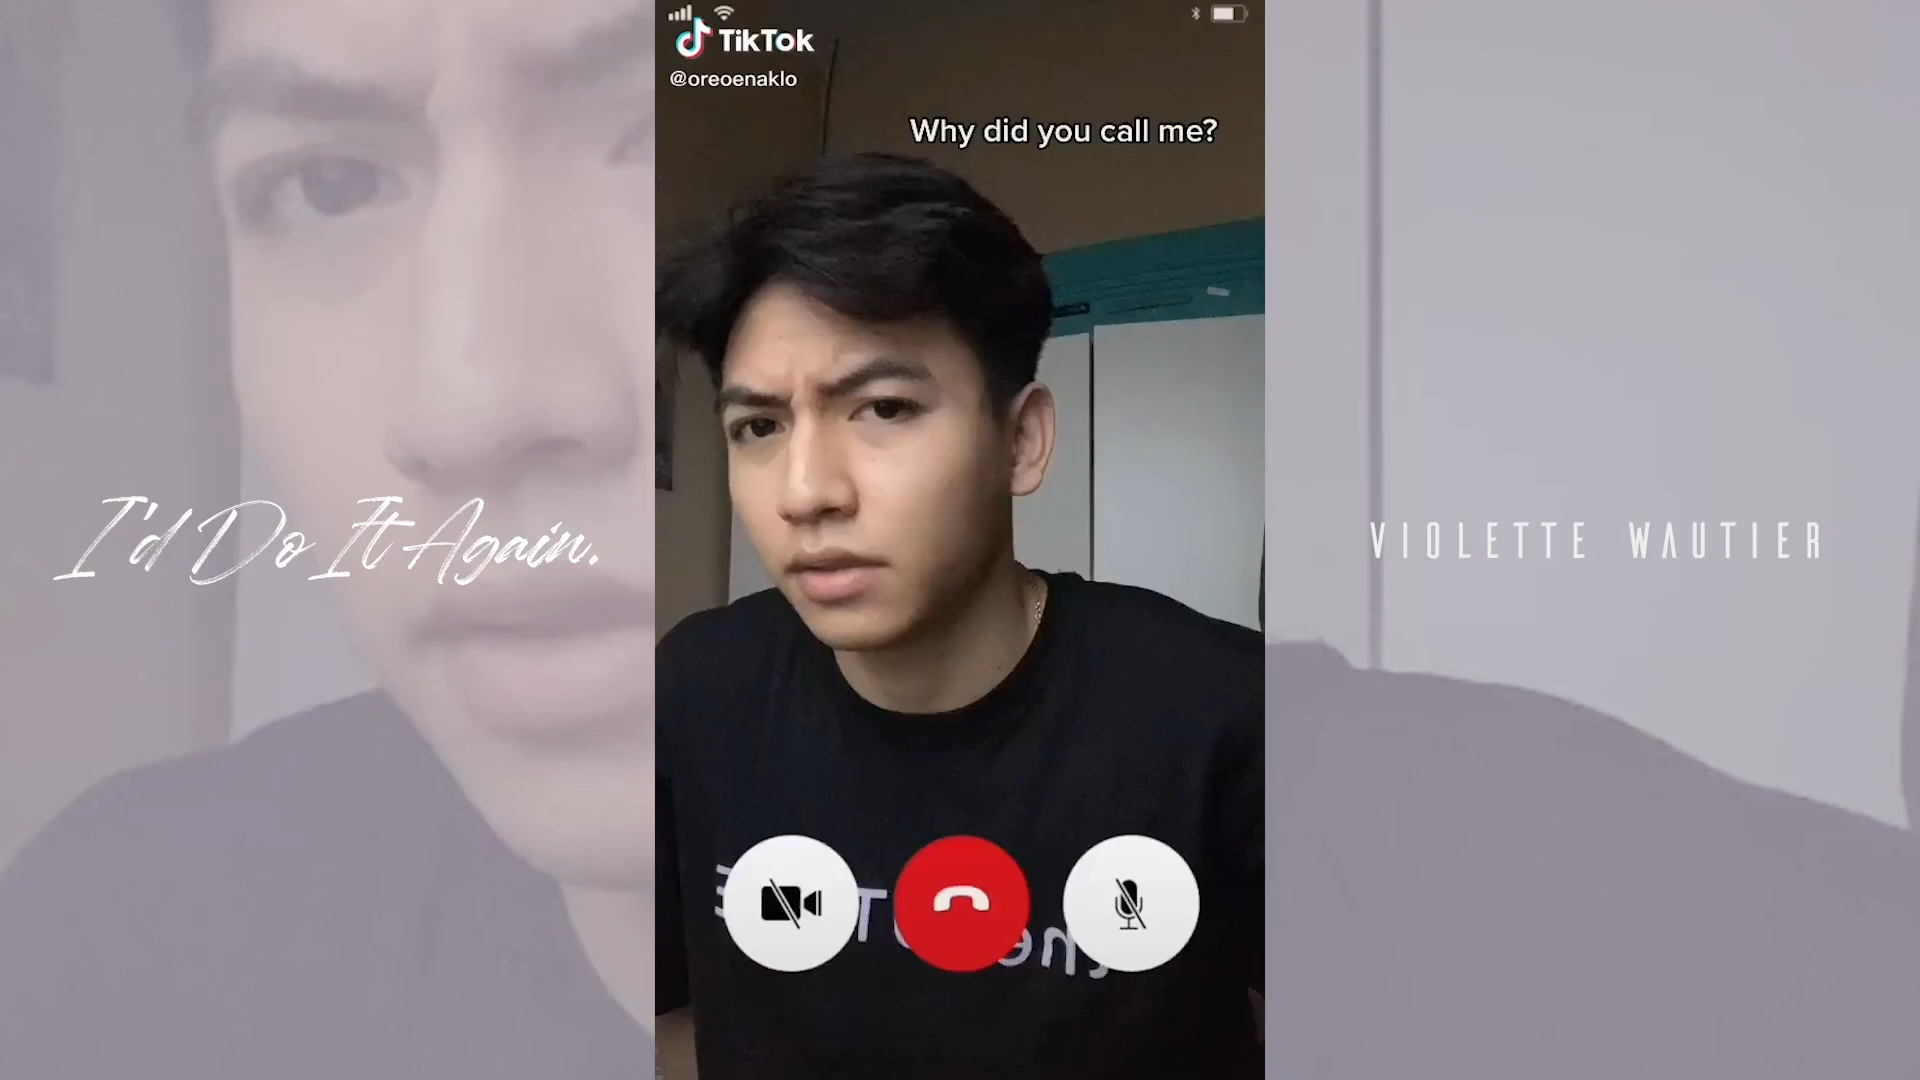 TikTok
@oreoenaklo
Why did you call me?
I'd Do It Again.
VIOLETTE WAUTIER